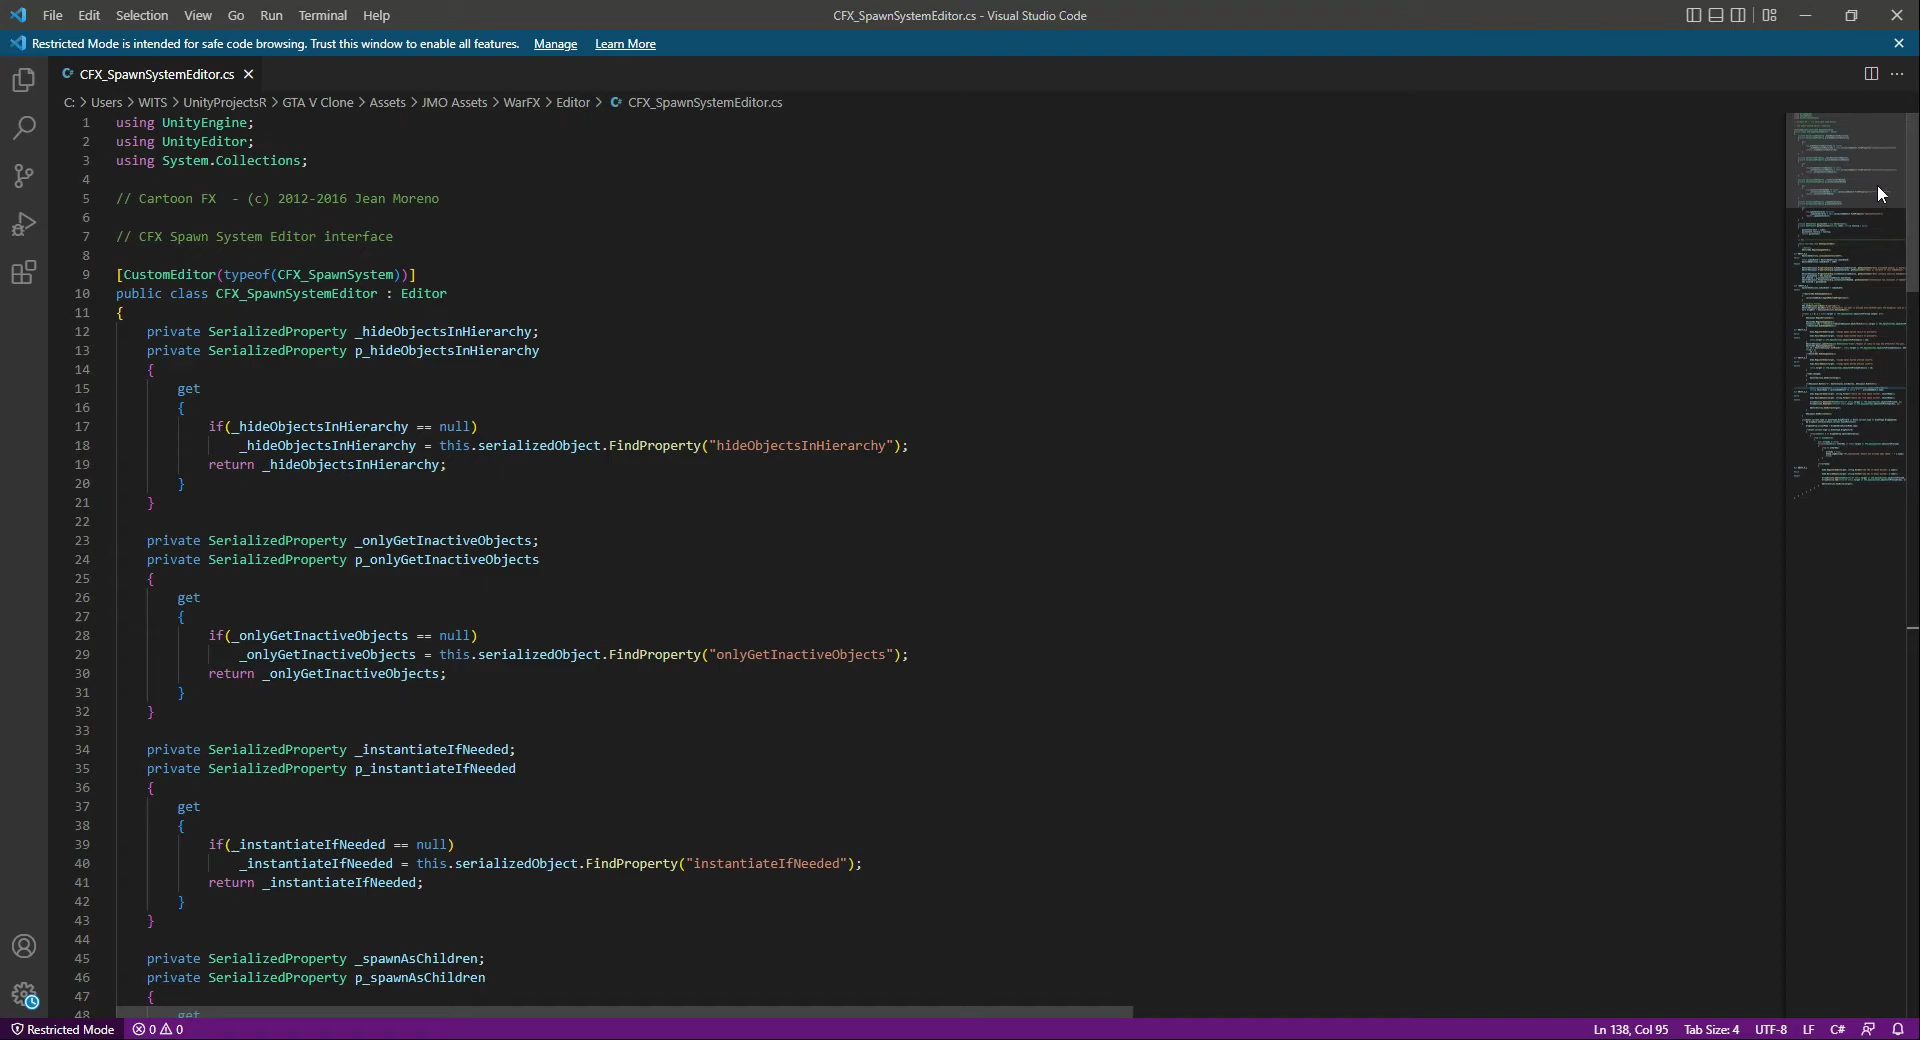 File Edit Selection View Go Run Terminal Help CFX_SpawnSystemEditor.cs - Visual Studio Code
Restricted Mode is intended for safe code browsing. Trust this window to enable all features. Manage Learn More
CFX_SpawnSystemEditor.cs
C: > Users > WITS > UnityProjectsR > GTA V Clone > Assets > JMO Assets > WarFX > Editor > CFX_SpawnSystemEditor.cs
1 using UnityEngine;
2 using UnityEditor;
3 using System.Collections;
4
5 // Cartoon FX  - (c) 2012-2016 Jean Moreno
6
7 // CFX Spawn System Editor interface
8
9 [CustomEditor(typeof(CFX_SpawnSystem))]
10 public class CFX_SpawnSystemEditor : Editor
11 {
12     private SerializedProperty _hideObjectsInHierarchy;
13     private SerializedProperty p_hideObjectsInHierarchy
14     {
15         get
16         {
17             if(_hideObjectsInHierarchy == null)
18                 _hideObjectsInHierarchy = this.serializedObject.FindProperty("hideObjectsInHierarchy");
19             return _hideObjectsInHierarchy;
20         }
21     }
22
23     private SerializedProperty _onlyGetInactiveObjects;
24     private SerializedProperty p_onlyGetInactiveObjects
25     {
26         get
27         {
28             if(_onlyGetInactiveObjects == null)
29                 _onlyGetInactiveObjects = this.serializedObject.FindProperty("onlyGetInactiveObjects");
30             return _onlyGetInactiveObjects;
31         }
32     }
33
34     private SerializedProperty _instantiateIfNeeded;
35     private SerializedProperty p_instantiateIfNeeded
36     {
37         get
38         {
39             if(_instantiateIfNeeded == null)
40                 _instantiateIfNeeded = this.serializedObject.FindProperty("instantiateIfNeeded");
41             return _instantiateIfNeeded;
42         }
43     }
44
45     private SerializedProperty _spawnAsChildren;
46     private SerializedProperty p_spawnAsChildren
47     {
48         get
Restricted Mode 0 0 Ln 138, Col 95 Tab Size: 4 UTF-8 LF C#